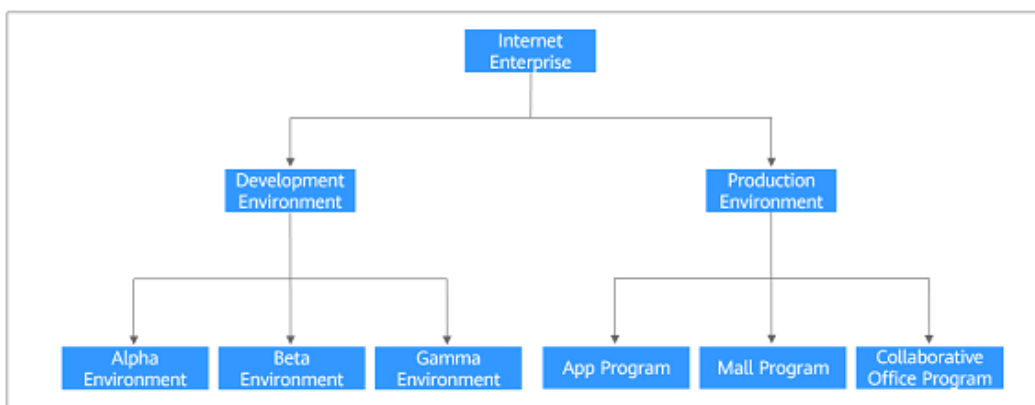 Internet
Enterprise
Development
Environment
Production
Environment
Alpha
Environment
Beta
Environment
Gamma
Environment
App Program
Mall Program
Collaborative
Office Program